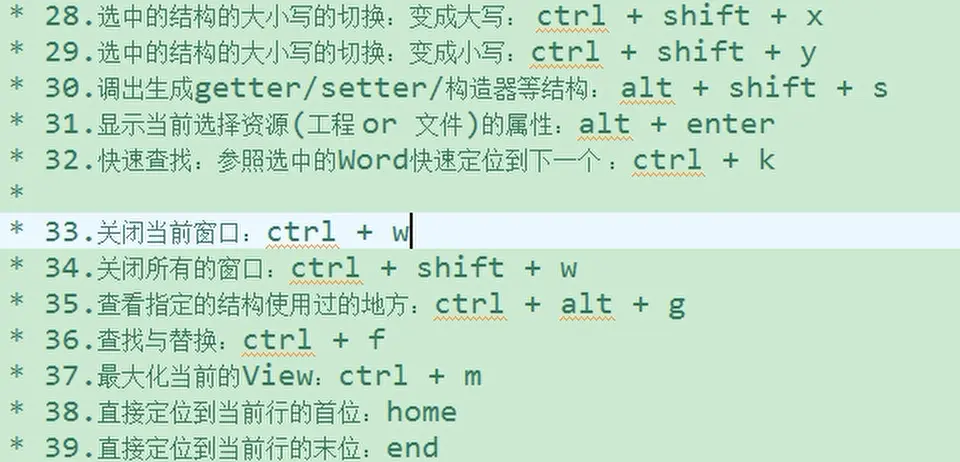 * 28.选中的结构的大小写的切换：变成大写：ctrl + shift + x
* 29.选中的结构的大小写的切换：变成小写：ctrl + shift + y
* 30.调出生成getter/setter/构造器等结构：alt + shift + s
* 31.显示当前选择资源(工程or 文件)的属性：alt + enter
* 32.快速查找：参照选中的Word快速定位到下一个：ctrl + k
*
* 33.关闭当前窗口：ctrl + w
* 34.关闭所有的窗口：ctrl + shift + w
* 35.查看指定的结构使用过的地方：ctrl + alt + g
* 36.查找与替换：ctrl + f
* 37.最大化当前的View：ctrl + m
* 38.直接定位到当前行的首位：home
* 39.直接定位到当前行的末位：end